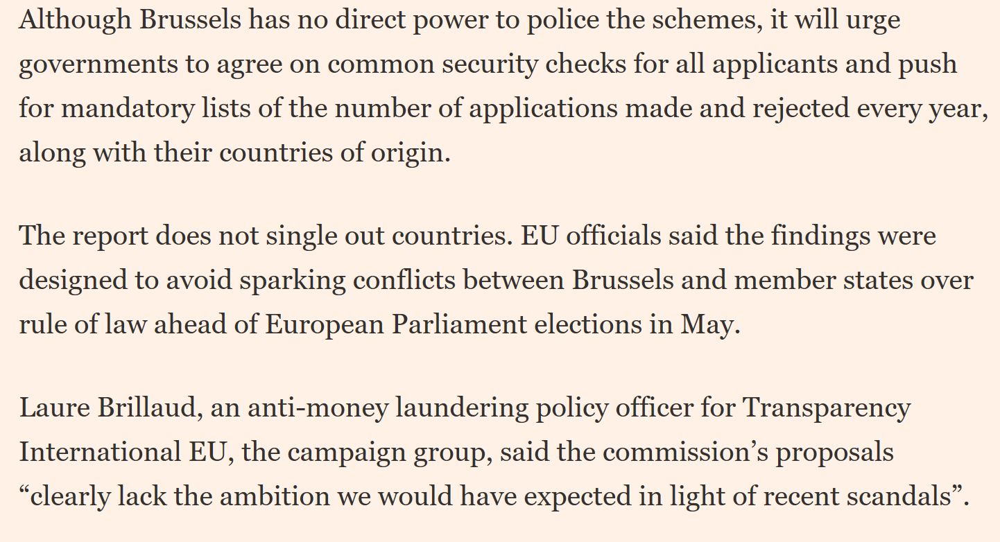 Although Brussels has no direct power to police the schemes, it will urge
governments to agree on common security checks for all applicants and push
for mandatory lists of the number of applications made and rejected every year,
along with their countries of origin.
The report does not single out countries. EU officials said the findings were
designed to avoid sparking conflicts between Brussels and member states over
rule of law ahead of European Parliament elections in May.
Laure Brillaud, an anti-money laundering policy officer for Transparency
International EU, the campaign group, said the commission’s proposals
“clearly lack the ambition we would have expected in light of recent scandals”.